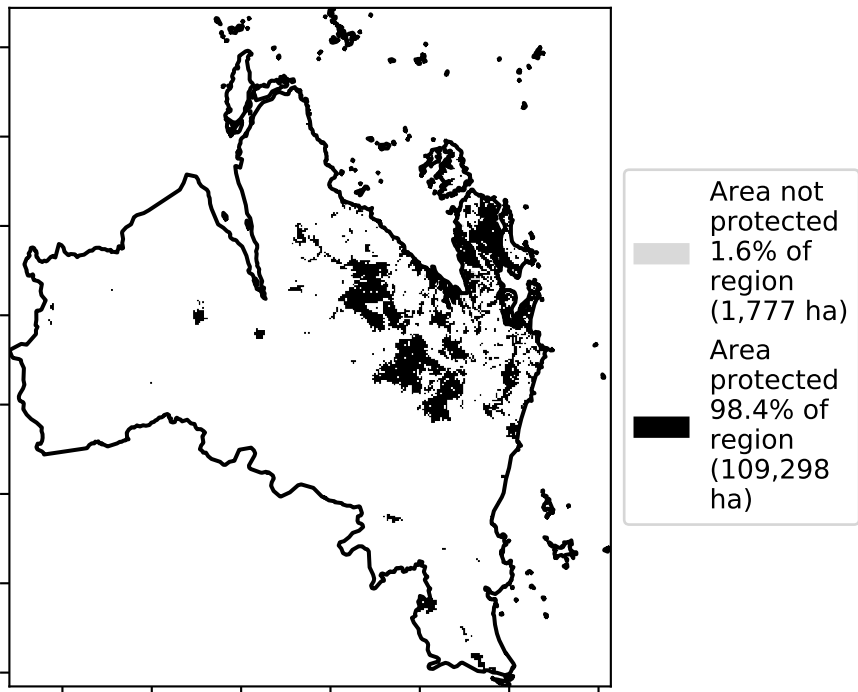 Area not
protected
1.6% of
region
(1,777 ha)
Area
protected
98.4% of
region
(109,298
ha)